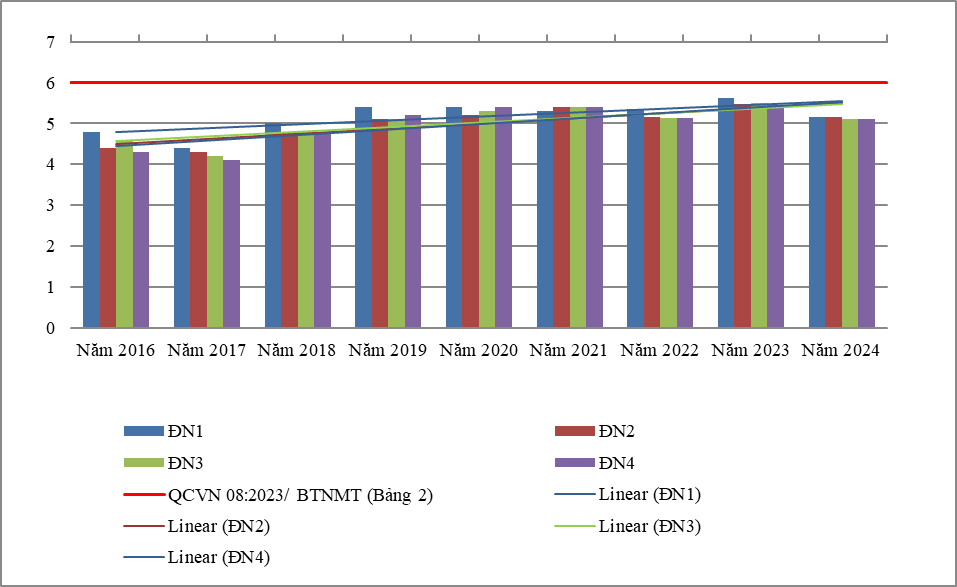 7
6
5
4
3
2
1
0
Năm 2016 Năm 2017 Năm 2018 Năm 2019 Năm 2020 Năm 2021 Năm 2022 Năm 2023 Năm 2024
ĐN1 ĐN2
ĐN3 ĐN4
QCVN 08:2023/ BTNMT (Bảng 2) Linear (ĐN1)
Linear (ĐN2) Linear (ĐN3)
Linear (ĐN4)